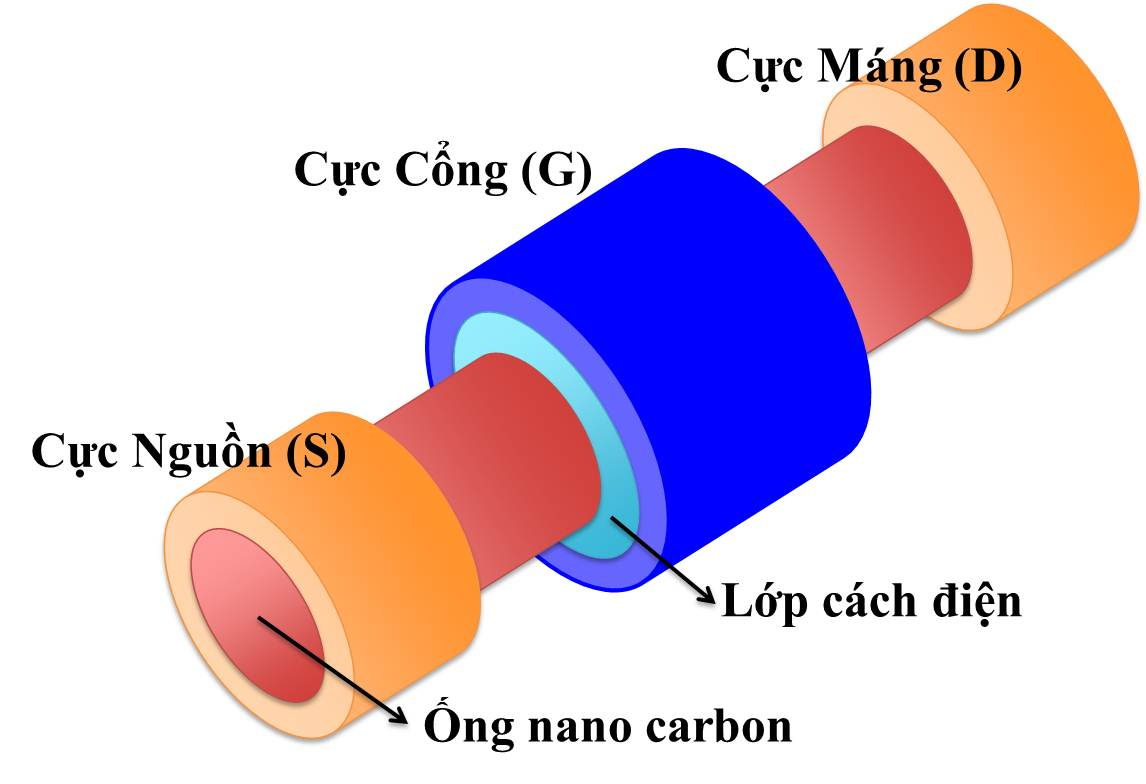 Cực Máng (D)
Cực Cổng (G)
Cực Nguồn (S)
Lớp cách điện
Ống nano carbon